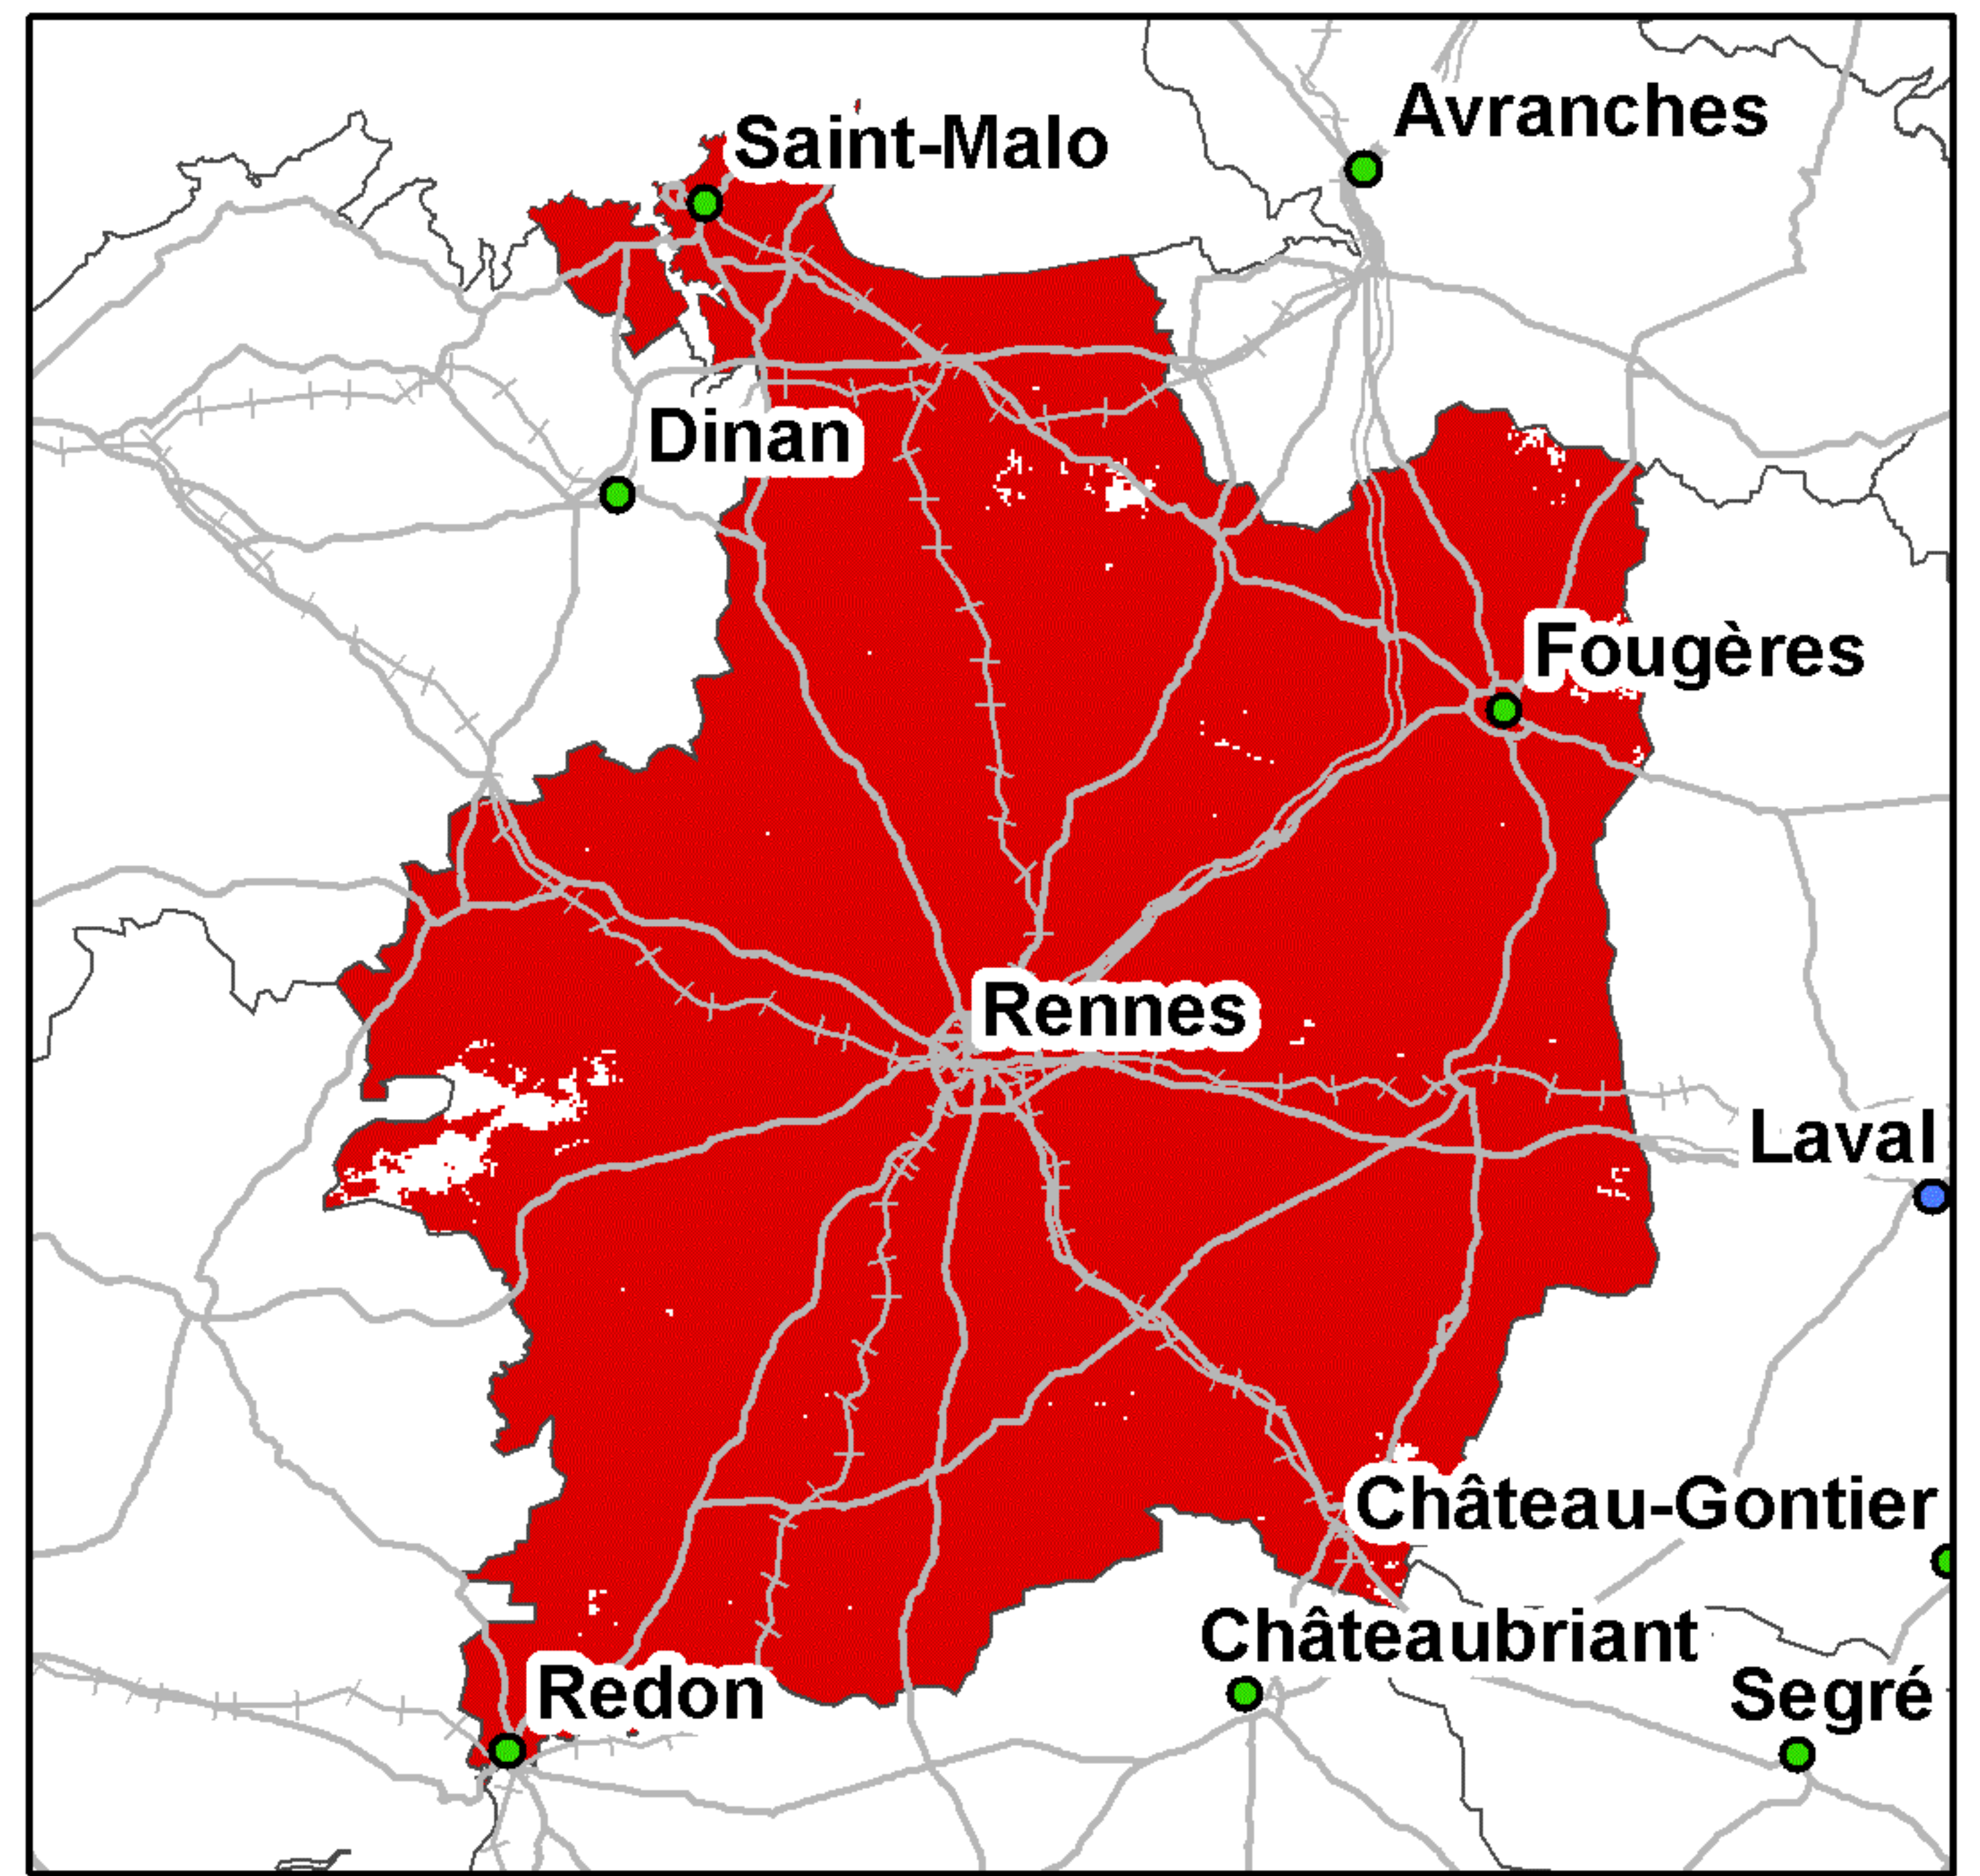 Avranches
Saint-Malo
Dinan
Fougères
Rennes
Laval
Château-Gontier
Châteaubriant
Redon
Segré